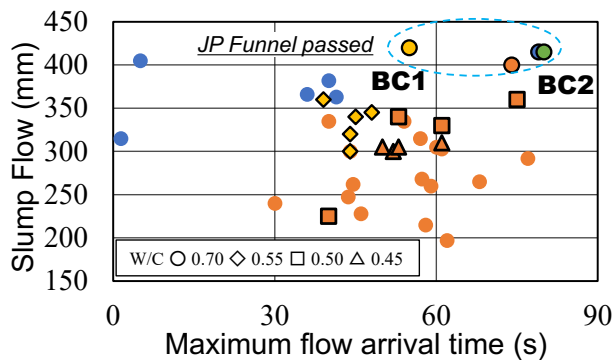 450
400
350
300
250
200
150
Slump Flow (mm)
JP Funnel passed
BC1
BC2
W/C 0.70 0.55 0.50 0.45
0 30 60 90
Maximum flow arrival time (s)